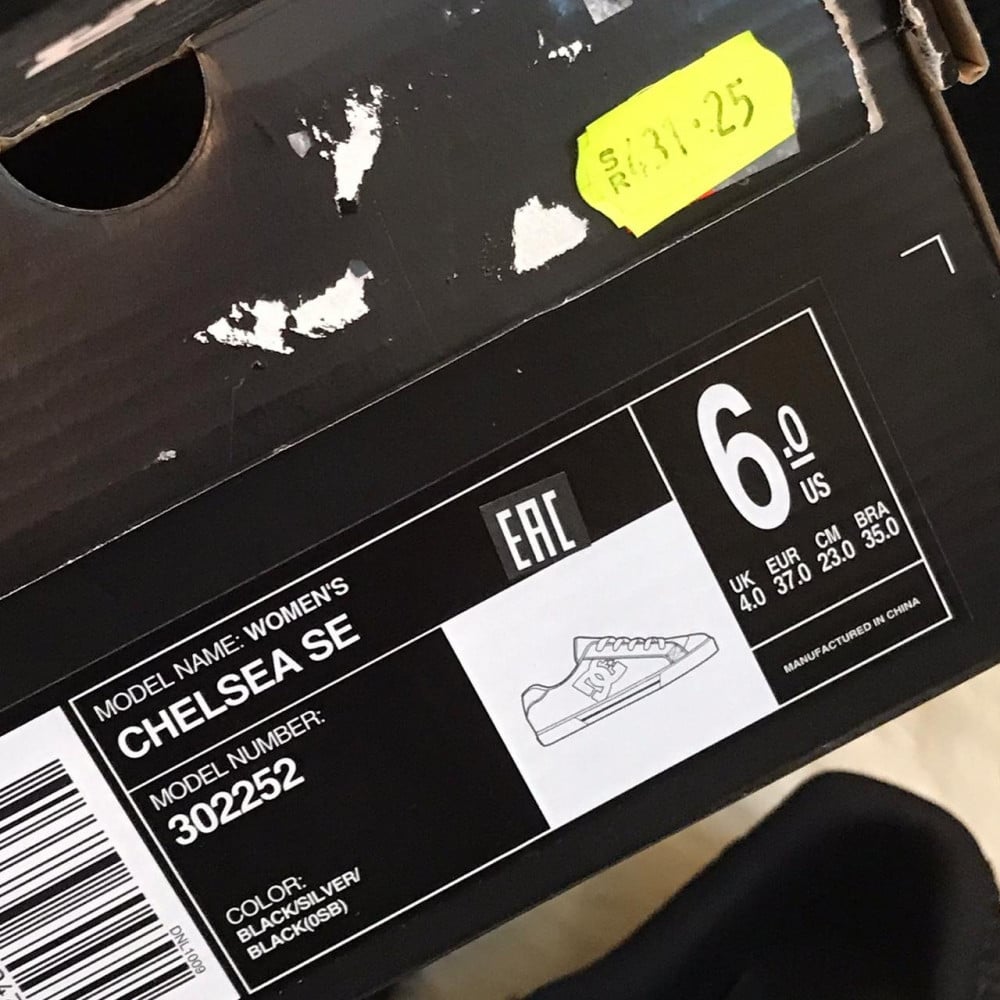 S/R 431.25
EAC
6.0
US
UK EUR CM BRA
4.0 37.0 23.0 35.0
MANUFACTURED IN CHINA
MODEL NAME: WOMEN'S
CHELSEA SE
MODEL NUMBER:
302252
COLOR:
BLACK/SILVER/
BLACK(0SB)
DNL1009
DC